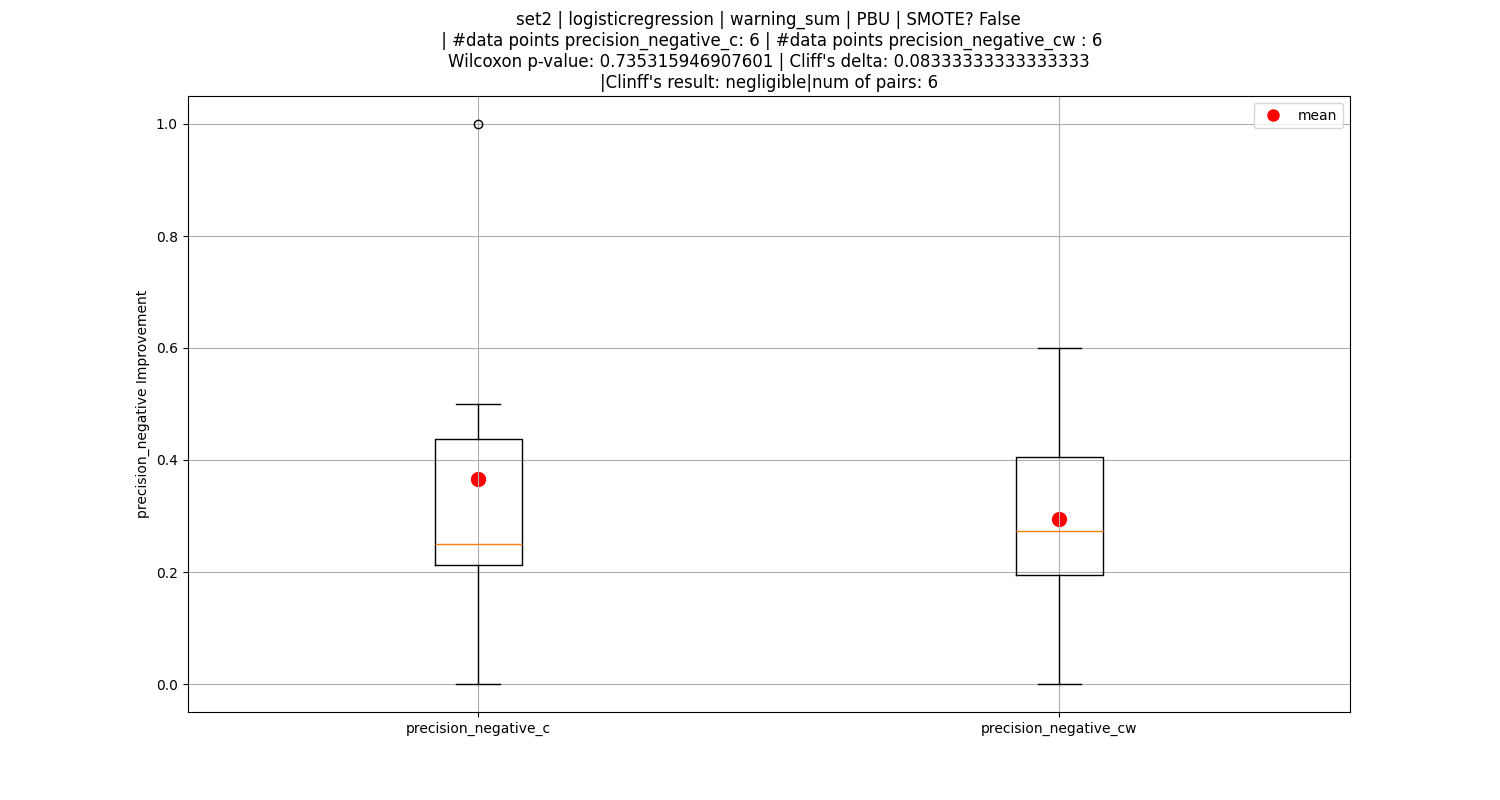 set2 | logisticregression | warning_sum | PBU | SMOTE? False
| #data points precision_negative_c: 6 | #data points precision_negative_cw : 6
Wilcoxon p-value: 0.735315946907601 | Cliff's delta: 0.08333333333333333
|Clinff's result: negligible|num of pairs: 6
mean
1.0
0.8
0.6
0.4
0.2
0.0
precision_negative Improvement
precision_negative_c
precision_negative_cw